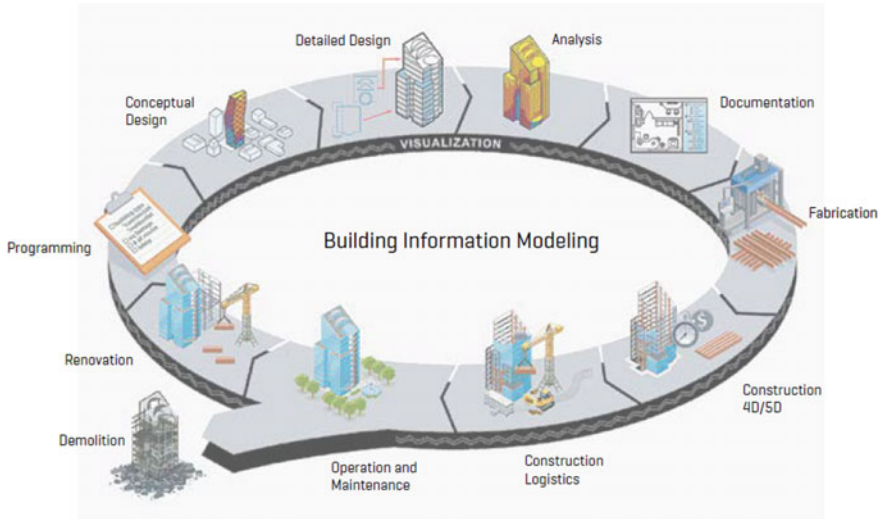 Detailed Design
Analysis
Conceptual
Design
Documentation
VISUALIZATION
Fabrication
Programming
Building Information Modeling
Renovation
Construction
4D/5D
Demolition
Operation and
Maintenance
Construction
Logistics
$